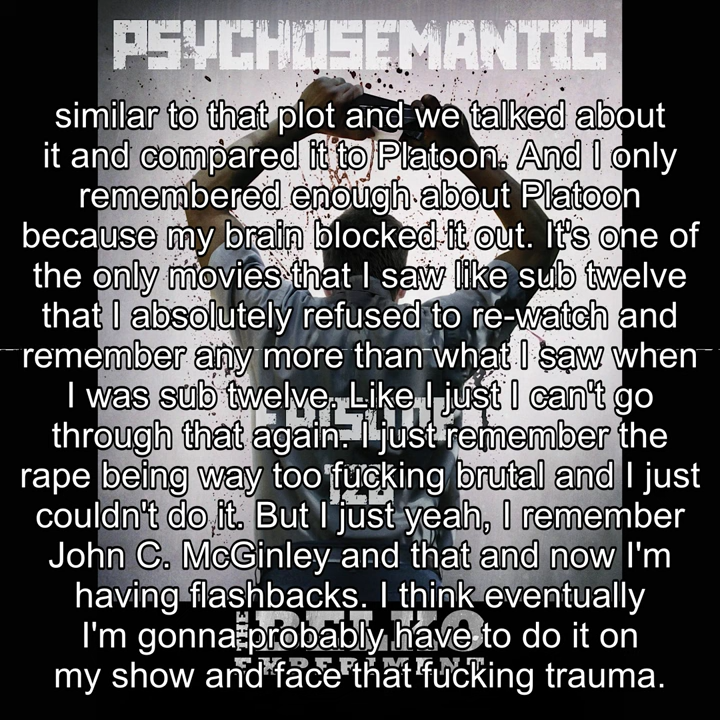 PSYCHOSEMANTIC
similar to that plot and we talked about
it and compared it to Platoon. And I only
remembered enough about Platoon
because my brain blocked it out. It's one of
the only movies that I saw like sub twelve
that I absolutely refused to re-watch and
remember any more than what I saw when
I was sub twelve. Like I just I can't go
through that again. I just remember the
rape being way too fucking brutal and I just
couldn't do it. But I just yeah, I remember
John C. McGinley and that and now I'm
having flashbacks. I think eventually
I'm gonna probably have to do it on
my show and face that fucking trauma.
EPISODE
THE BELKO
EXPERIMENT